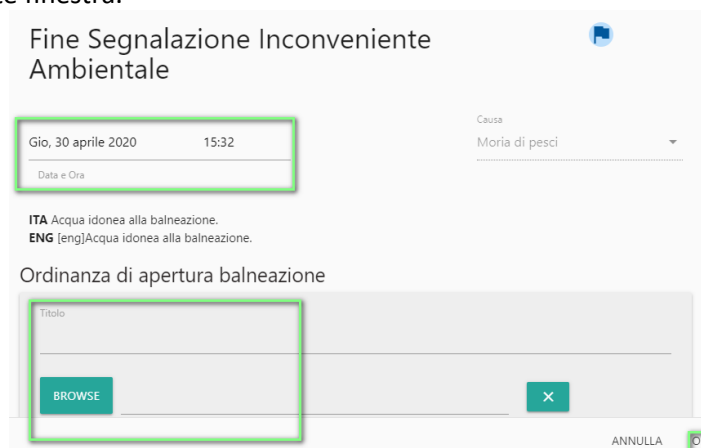 Fine Segnalazione Inconveniente
Ambientale
Causa
Gio, 30 aprile 2020 15:32 Moria di pesci
Data e Ora
ITA Acqua idonea alla balneazione.
ENG [eng]Acqua idonea alla balneazione.
Ordinanza di apertura balneazione
Titolo
BROWSE
ANNULLA